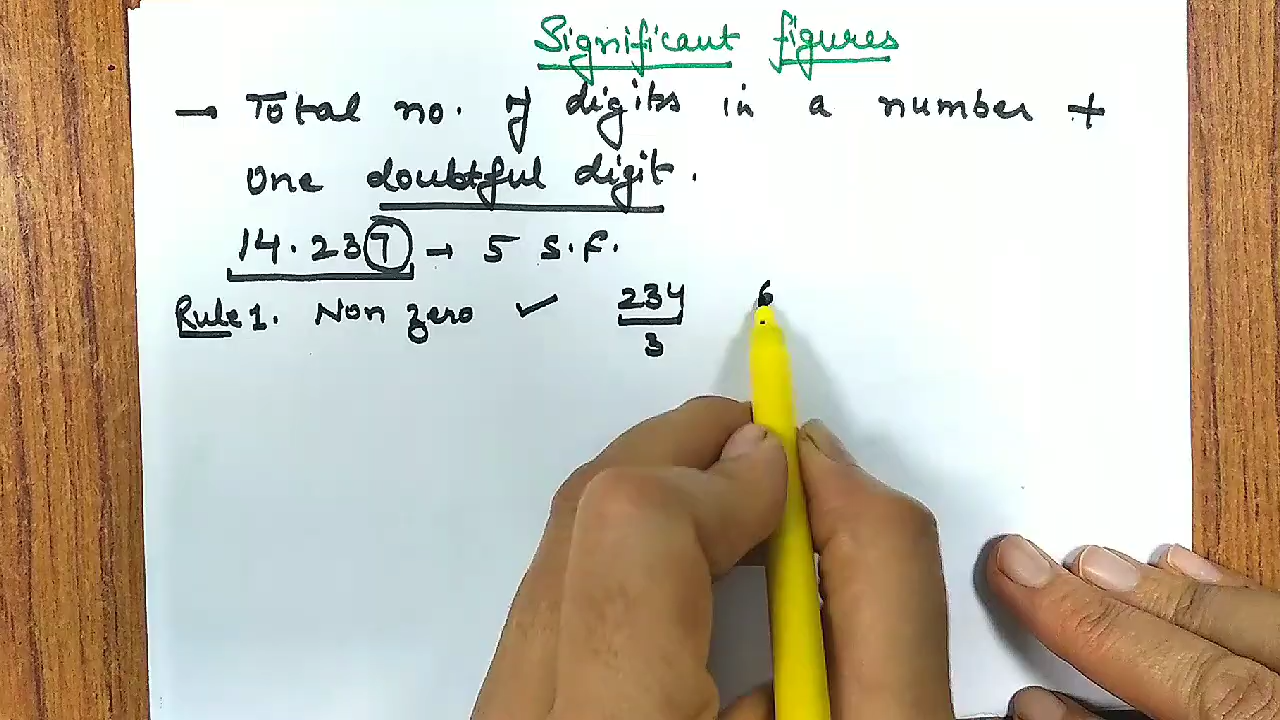 Significant figures
→ Total no. of digits in a number +
one doubtful digit.
14.237 → 5 S.F.
Rule 1. Non zero ✓ 234 6
3